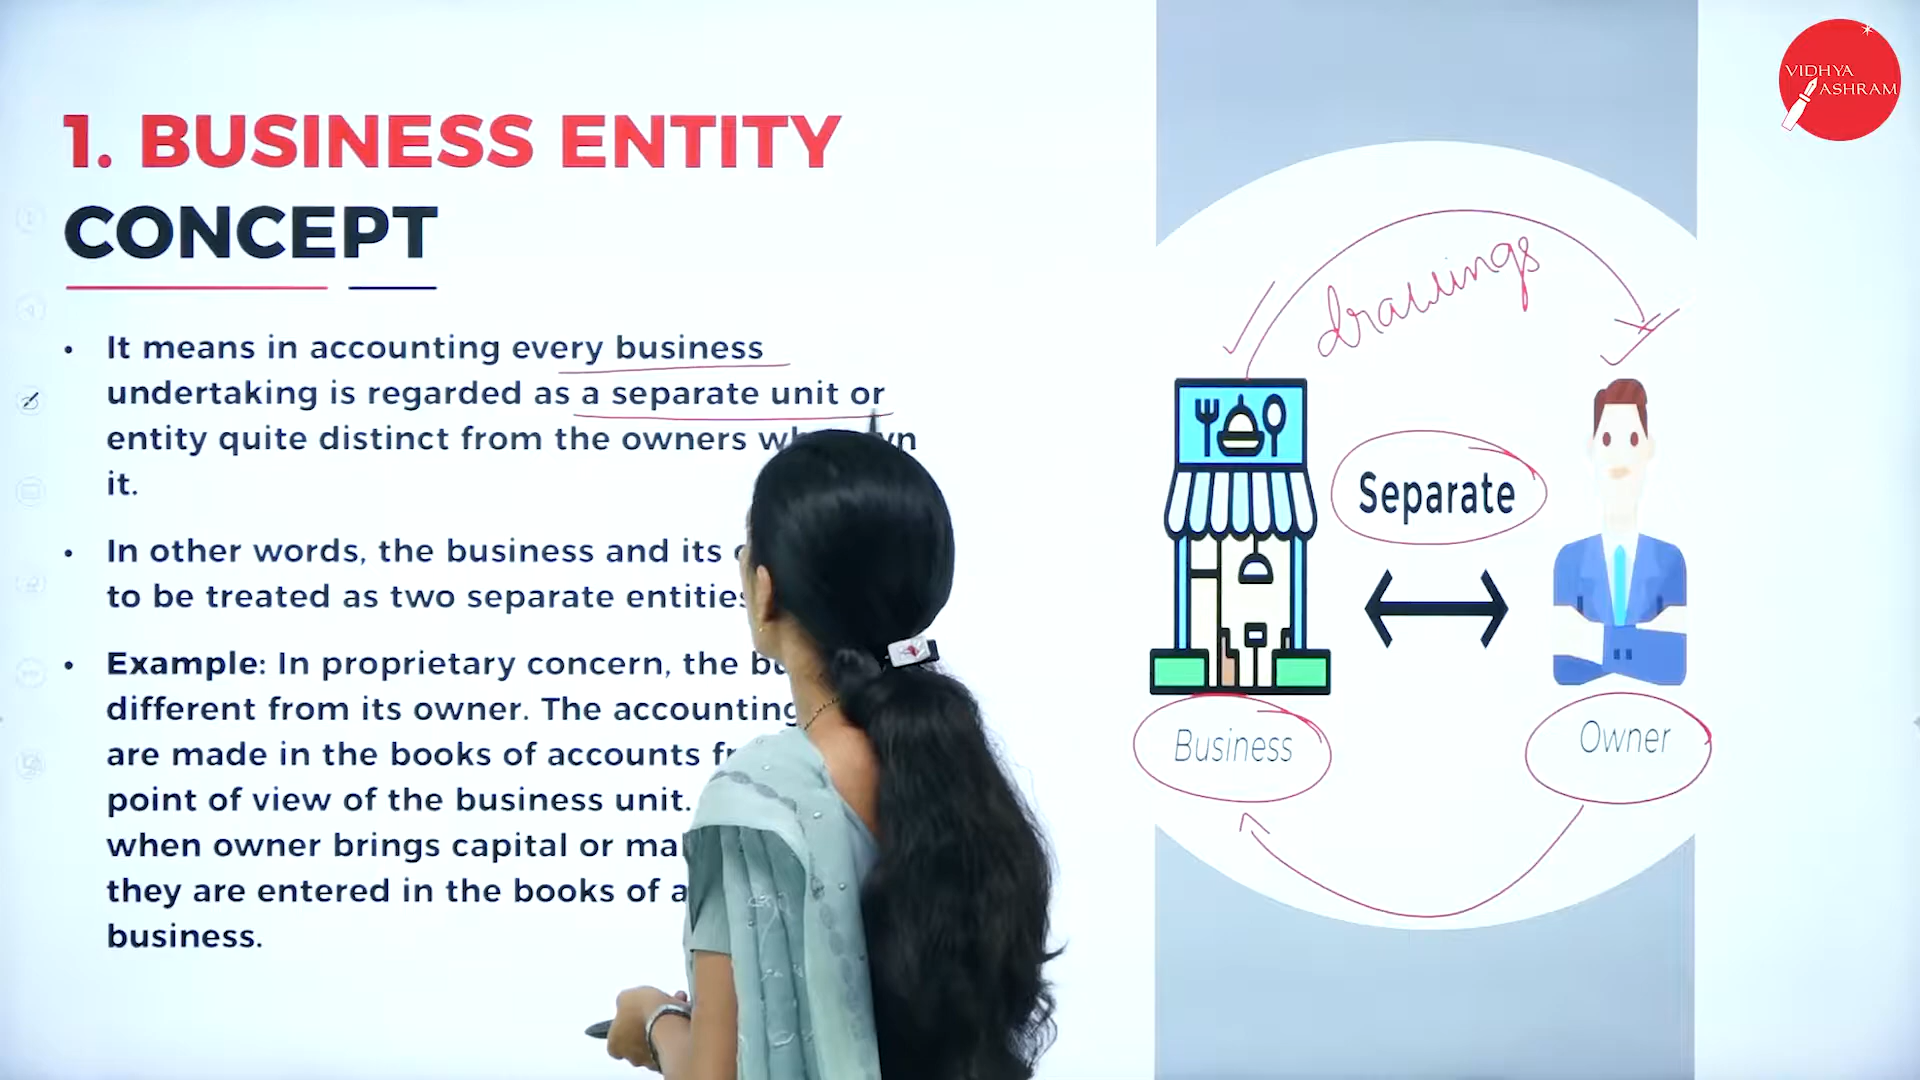 1. BUSINESS ENTITY
CONCEPT
• It means in accounting every business
undertaking is regarded as a separate unit or
entity quite distinct from the owners
it.
• In other words, the business and its
to be treated as two separate entities
• Example: In proprietary concern, the
different from its owner. The accounting
are made in the books of accounts
point of view of the business unit.
when owner brings capital or
they are entered in the books of
business.
drawings
Separate
Business
Owner
VIDHYA
ASHRAM